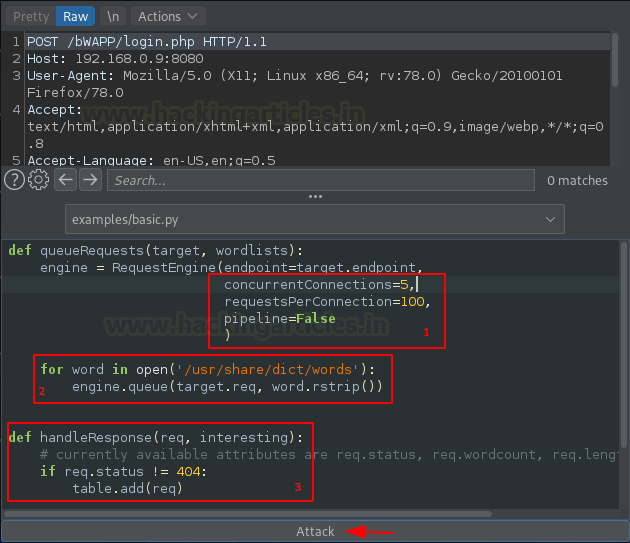 Pretty Raw \n Actions
1 POST /bWAPP/login.php HTTP/1.1
2 Host: 192.168.0.9:8080
3 User-Agent: Mozilla/5.0 (X11; Linux x86_64; rv:78.0) Gecko/20100101
Firefox/78.0
4 Accept:
text/html,application/xhtml+xml,application/xml;q=0.9,image/webp,*/*;q=0
.8
5 Accept-Language: en-US,en;q=0.5
www.hackingarticles.in
? Search... 0 matches
examples/basic.py
def queueRequests(target, wordlists):
engine = RequestEngine(endpoint=target.endpoint,
concurrentConnections=5,
requestsPerConnection=100,
pipeline=False
) 1
www.hackingarticles.in
for word in open('/usr/share/dict/words'):
2 engine.queue(target.req, word.rstrip())
def handleResponse(req, interesting):
# currently available attributes are req.status, req.wordcount, req.length
if req.status != 404:
table.add(req) 3
Attack